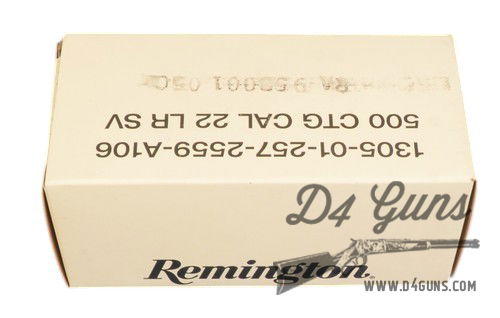 1305-01-257-2559-A106
500 CTG CAL 22 LR SV
Remington®
D4 Guns
WWW.D4GUNS.COM